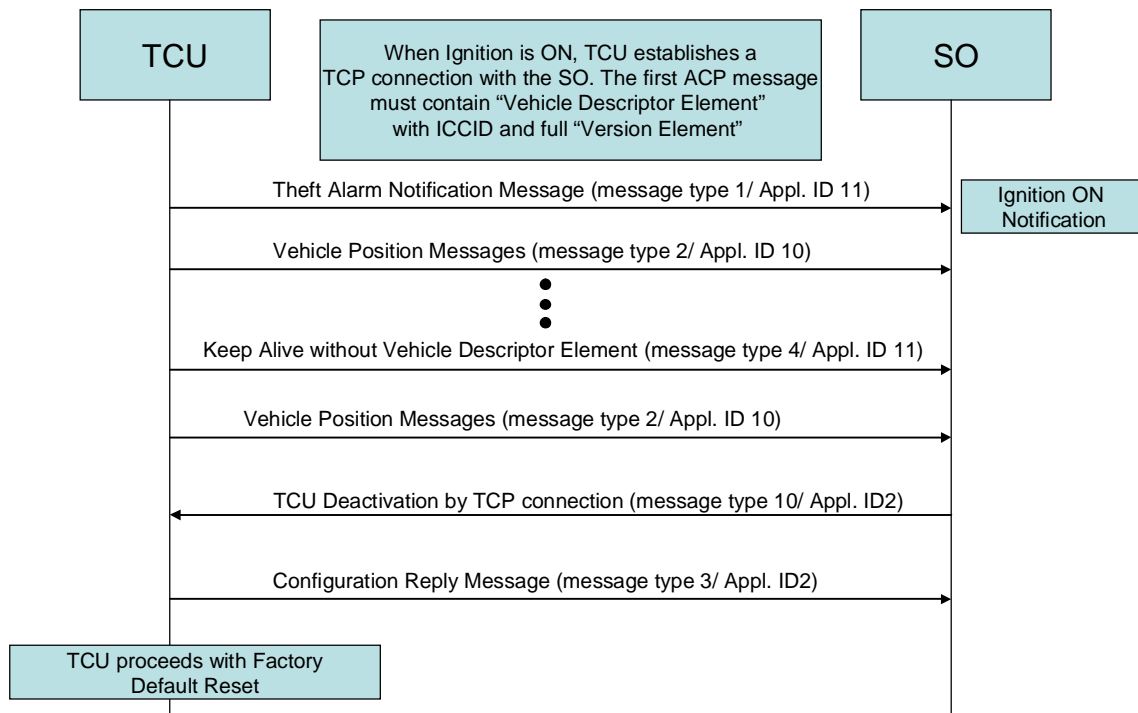 TCU
When Ignition is ON, TCU establishes a
TCP connection with the SO. The first ACP message
must contain “Vehicle Descriptor Element”
with ICCID and full “Version Element”
SO
Theft Alarm Notification Message (message type 1/ Appl. ID 11)
Ignition ON
Notification
Vehicle Position Messages (message type 2/ Appl. ID 10)
Keep Alive without Vehicle Descriptor Element (message type 4/ Appl. ID 11)
Vehicle Position Messages (message type 2/ Appl. ID 10)
TCU Deactivation by TCP connection (message type 10/ Appl. ID2)
Configuration Reply Message (message type 3/ Appl. ID2)
TCU proceeds with Factory
Default Reset